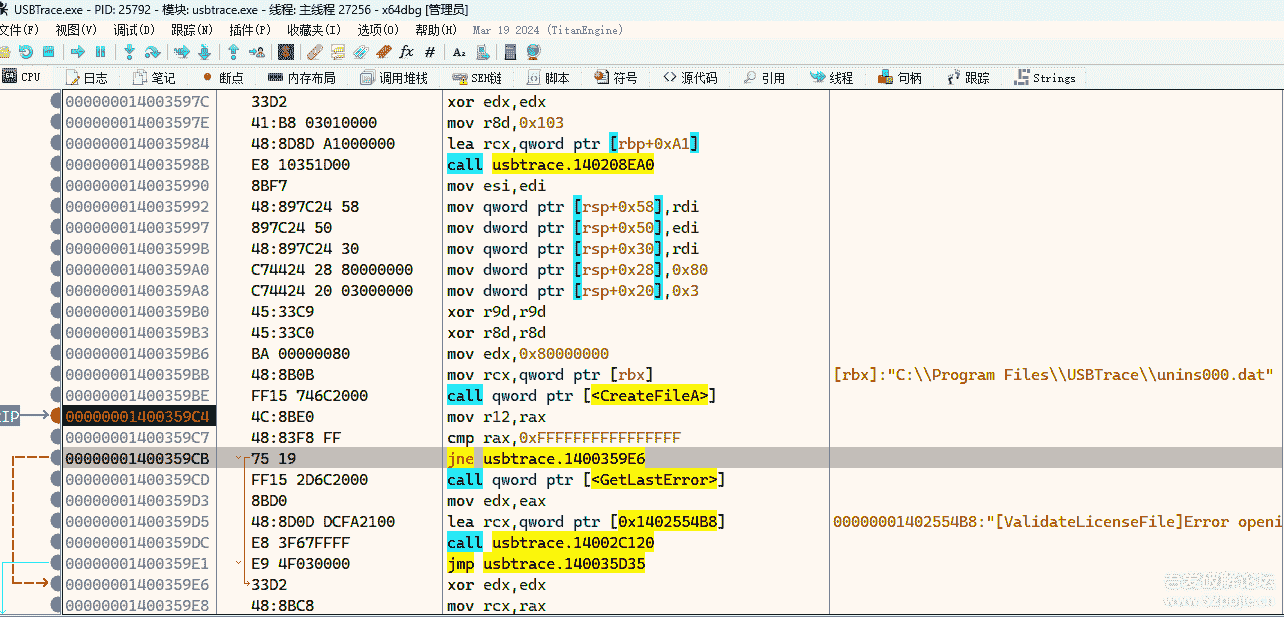 USBTrace.exe - PID: 25792 - 模块: usbtrace.exe - 线程: 主线程 27256 - x64dbg [管理员]
文件(F) 视图(V) 调试(D) 跟踪(N) 插件(P) 收藏夹(I) 选项(O) 帮助(H) Mar 19 2024 (TitanEngine)
CPU 日志 笔记 断点 内存布局 调用堆栈 SEH链 脚本 符号 源代码 引用 线程 句柄 跟踪 Strings
000000014003597C 33D2 xor edx,edx
000000014003597E 41:B8 03010000 mov r8d,0x103
0000000140035984 48:8D8D A1000000 lea rcx,qword ptr [rbp+0xA1]
000000014003598B E8 10351D00 call usbtrace.140208EA0
0000000140035990 8BF7 mov esi,edi
0000000140035992 48:897C24 58 mov qword ptr [rsp+0x58],rdi
0000000140035997 897C24 50 mov dword ptr [rsp+0x50],edi
000000014003599B 48:897C24 30 mov qword ptr [rsp+0x30],rdi
00000001400359A0 C74424 28 80000000 mov dword ptr [rsp+0x28],0x80
00000001400359A8 C74424 20 03000000 mov dword ptr [rsp+0x20],0x3
00000001400359B0 45:33C9 xor r9d,r9d
00000001400359B3 45:33C0 xor r8d,r8d
00000001400359B6 BA 00000080 mov edx,0x80000000
00000001400359BB 48:8B0B mov rcx,qword ptr [rbx] [rbx]:"C:\\Program Files\\USBTrace\\unins000.dat"
00000001400359BE FF15 746C2000 call qword ptr [<CreateFileA>]
IP 00000001400359C4 4C:8BE0 mov r12,rax
00000001400359C7 48:83F8 FF cmp rax,0xFFFFFFFFFFFFFFFF
00000001400359CB 75 19 jne usbtrace.1400359E6
00000001400359CD FF15 2D6C2000 call qword ptr [<GetLastError>]
00000001400359D3 8BD0 mov edx,eax
00000001400359D5 48:8D0D DCFA2100 lea rcx,qword ptr [0x1402554B8] 00000001402554B8:"[ValidateLicenseFile]Error openi
00000001400359DC E8 3F67FFFF call usbtrace.14002C120
00000001400359E1 E9 4F030000 jmp usbtrace.140035D35
00000001400359E6 33D2 xor edx,edx
00000001400359E8 48:8BC8 mov rcx,rax